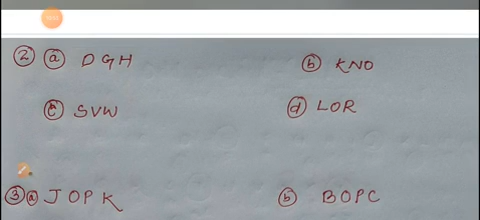 ② ⓐ DGH ⓑ KNO
ⓒ SVW ⓓ LOR
③ ⓐ JOPK ⓑ BOPC